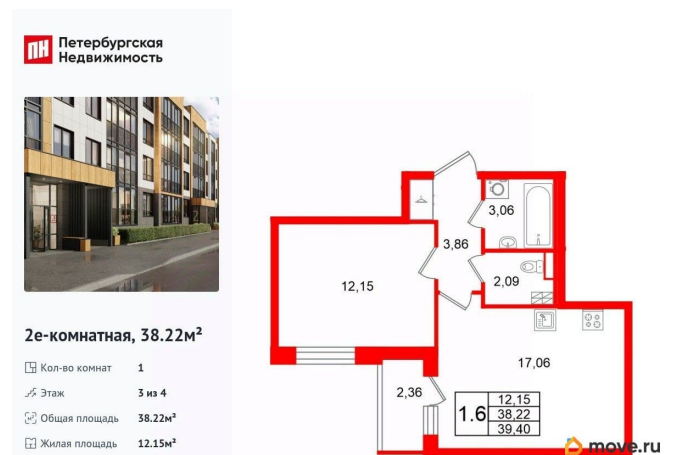 ПН
Петербургская
Недвижимость
2е-комнатная, 38.22м²
Кол-во комнат 1
Этаж 3 из 4
Общая площадь 38.22м²
Жилая площадь 12.15м²
3,06
3,86
2,09
12,15
17,06
2,36
1.6
12,15
38,22
39,40
move.ru